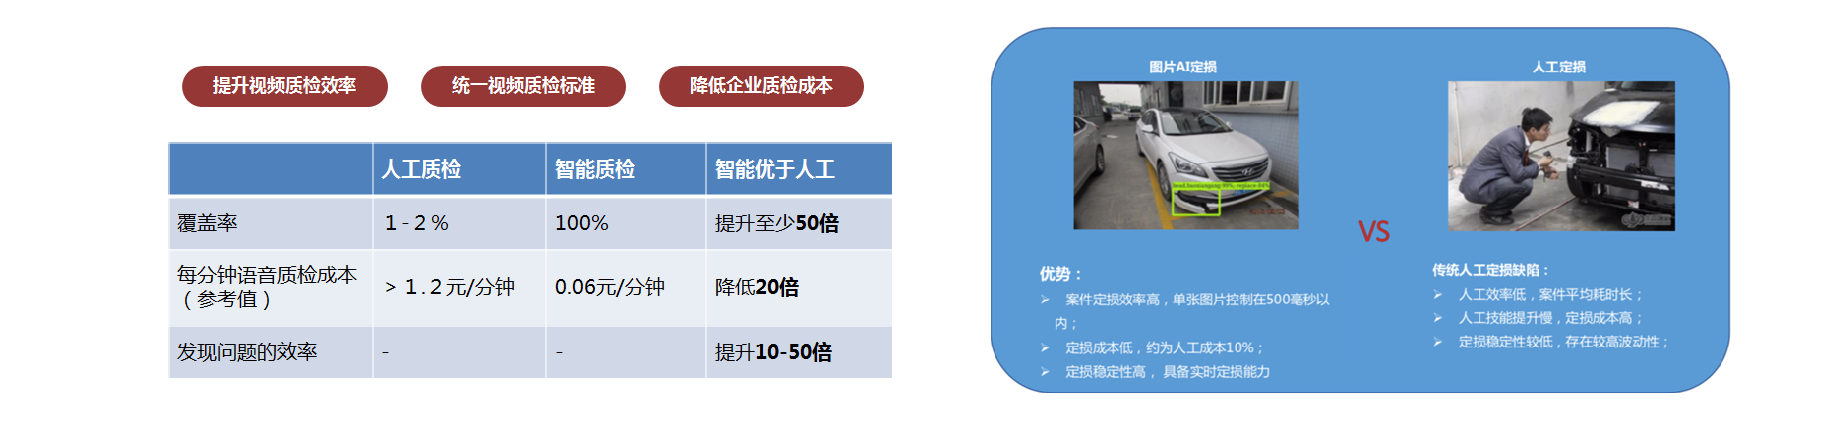 提升视频质检效率
统一视频质检标准
降低企业质检成本
人工质检 智能质检 智能优于人工
覆盖率 1-2% 100% 提升至少50倍
每分钟语音质检成本
（参考值） ＞1.2元/分钟 0.06元/分钟 降低20倍
发现问题的效率 - - 提升10-50倍
图片AI定损
VS
人工定损
优势：
案件定损效率高，单张图片控制在500毫秒以
内；
定损成本低，约为人工成本10%；
定损稳定性高， 具备实时定损能力
传统人工定损缺陷：
人工效率低，案件平均耗时长；
人工技能提升慢，定损成本高；
定损稳定性较低，存在较高波动性；